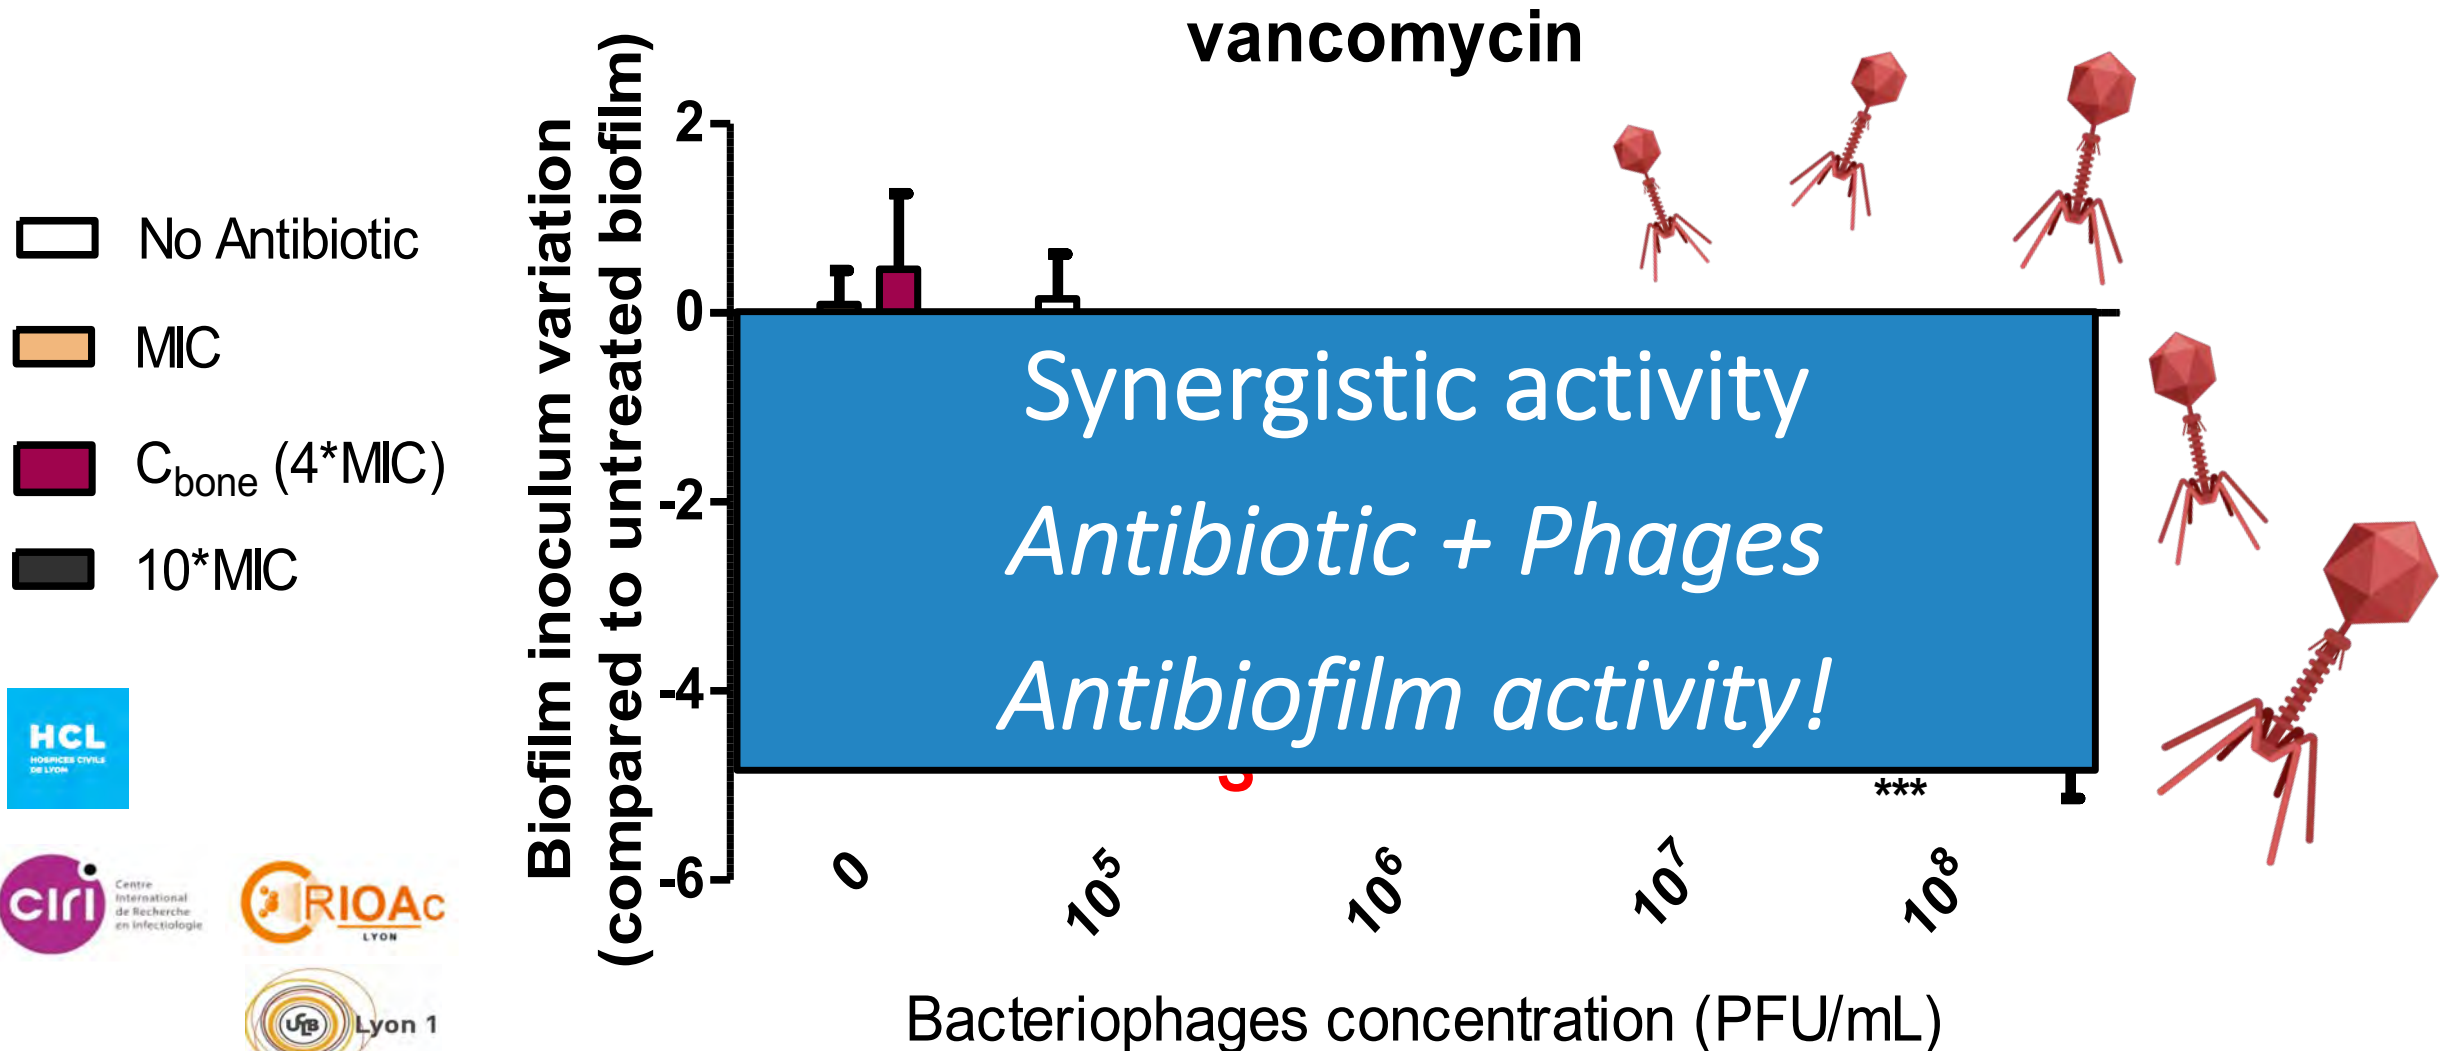 vancomycin
Biofilm inoculum variation
(compared to untreated biofilm)
2
0
-2
-4
-6
No Antibiotic
MIC
Cbone (4*MIC)
10*MIC
Synergistic activity
Antibiotic + Phages
Antibiofilm activity!
***
0
10⁵
10⁶
10⁷
10⁸
Bacteriophages concentration (PFU/mL)
HCL
HOSPICES CIVILS
DE LYON
CIRI
Centre
International
de Recherche
en Infectiologie
CRIOAc
LYON
UCB
Lyon 1